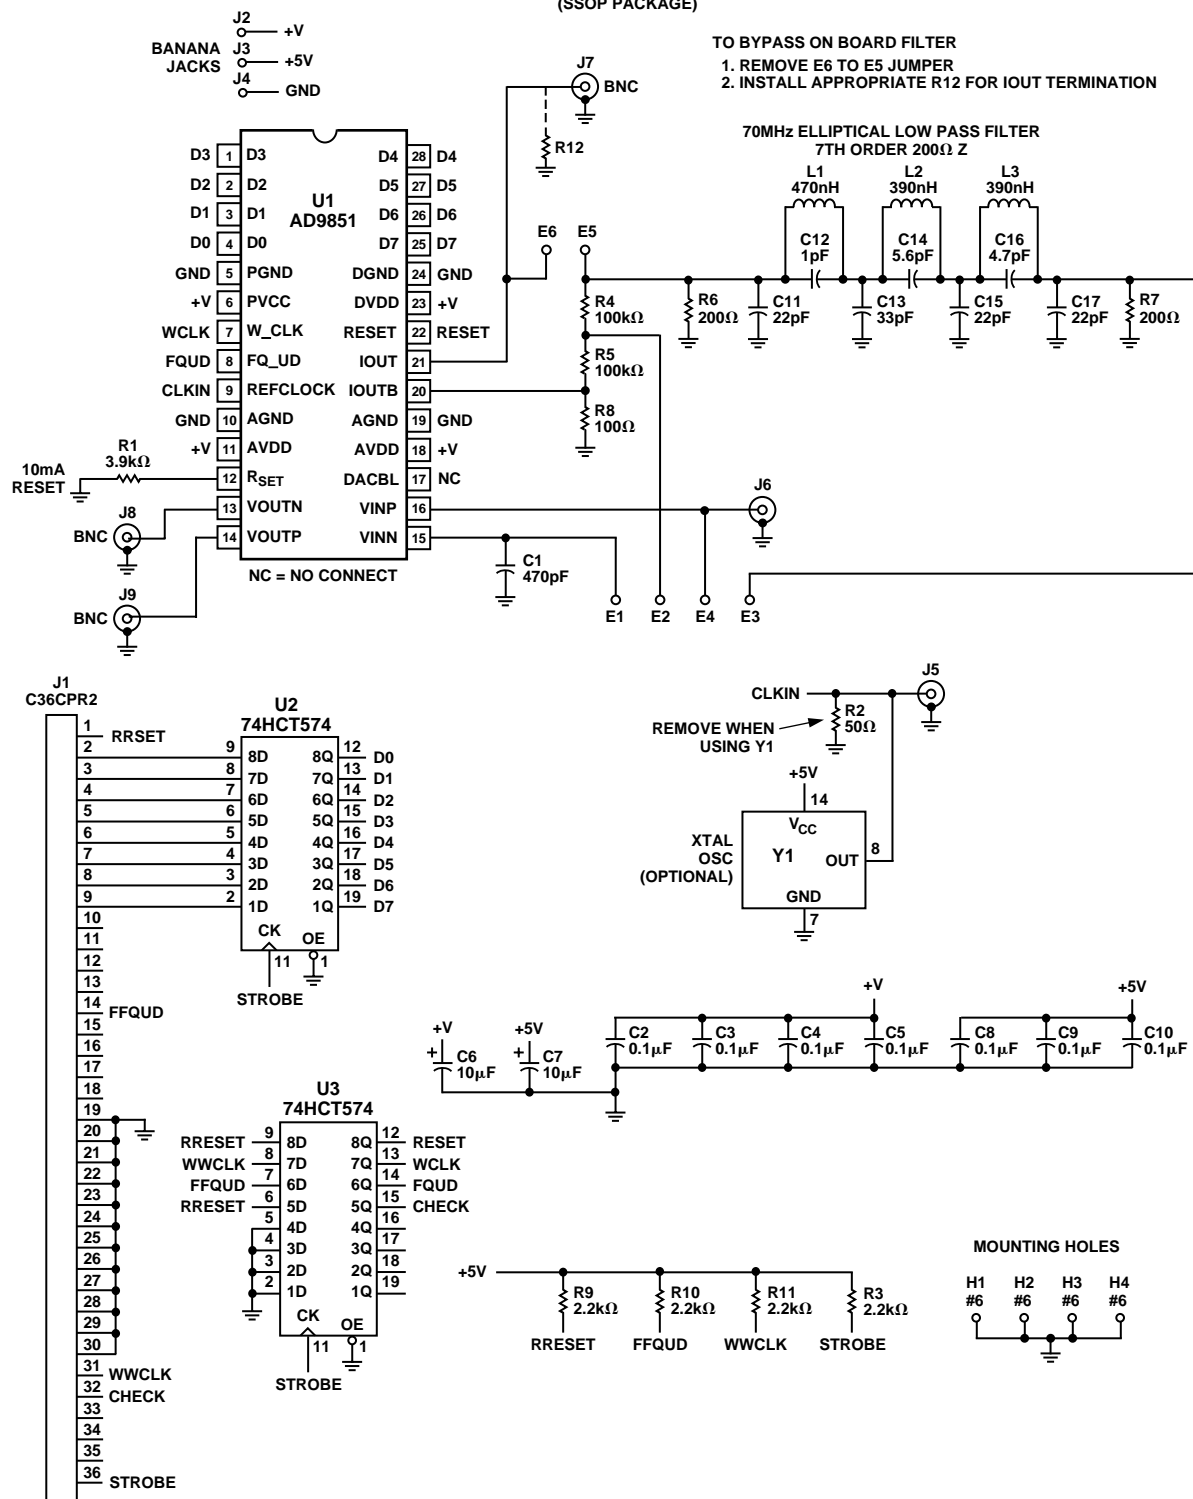 (SSOP PACKAGE)
J2
+V
BANANA JACKS
J3
+5V
J4
GND
TO BYPASS ON BOARD FILTER
1. REMOVE E6 TO E5 JUMPER
2. INSTALL APPROPRIATE R12 FOR IOUT TERMINATION
J7
BNC
R12
70MHz ELLIPTICAL LOW PASS FILTER
7TH ORDER 200Ω Z
L1
470nH
L2
390nH
L3
390nH
C12
1pF
C14
5.6pF
C16
4.7pF
E6
E5
R4
100kΩ
R6
200Ω
C11
22pF
C13
33pF
C15
22pF
C17
22pF
R7
200Ω
R5
100kΩ
R8
100Ω
U1
AD9851
D3 1 D3
D2 2 D2
D1 3 D1
D0 4 D0
GND 5 PGND
+V 6 PVCC
WCLK 7 W_CLK
FQUD 8 FQ_UD
CLKIN 9 REFCLOCK
GND 10 AGND
+V 11 AVDD
12 RSET
13 VOUTN
14 VOUTP
D4 28 D4
D5 27 D5
D6 26 D6
D7 25 D7
DGND 24 GND
DVDD 23 +V
RESET 22 RESET
IOUT 21
IOUTB 20
AGND 19 GND
AVDD 18 +V
DACBL 17 NC
VINP 16
VINN 15
NC = NO CONNECT
R1
3.9kΩ
10mA
RESET
J8
BNC
J9
BNC
C1
470pF
J6
E1
E2
E4
E3
J1
C36CPR2
1 RRSET
2
3
4
5
6
7
8
9
10
11
12
13
14 FFQUD
15
16
17
18
19
20
21
22
23
24
25
26
27
28
29
30
31 WWCLK
32 CHECK
33
34
35
36 STROBE
U2
74HCT574
9 8D 8Q 12 D0
8 7D 7Q 13 D1
7 6D 6Q 14 D2
6 5D 5Q 15 D3
5 4D 4Q 16 D4
4 3D 3Q 17 D5
3 2D 2Q 18 D6
2 1D 1Q 19 D7
CK
OE
11
1
STROBE
CLKIN
J5
R2
50Ω
REMOVE WHEN
USING Y1
+5V
14
VCC
XTAL
OSC
(OPTIONAL)
Y1
OUT
8
GND
7
+V
C6
10µF
+5V
C7
10µF
+V
C2
0.1µF
C3
0.1µF
C4
0.1µF
C5
0.1µF
+5V
C8
0.1µF
C9
0.1µF
C10
0.1µF
U3
74HCT574
RRESET 9 8D 8Q 12 RESET
WWCLK 8 7D 7Q 13 WCLK
FFQUD 7 6D 6Q 14 FQUD
RRESET 6 5D 5Q 15 CHECK
5 4D 4Q 16
4 3D 3Q 17
3 2D 2Q 18
2 1D 1Q 19
CK
OE
11
1
STROBE
+5V
R9
2.2kΩ
R10
2.2kΩ
R11
2.2kΩ
R3
2.2kΩ
RRESET
FFQUD
WWCLK
STROBE
MOUNTING HOLES
H1
#6
H2
#6
H3
#6
H4
#6